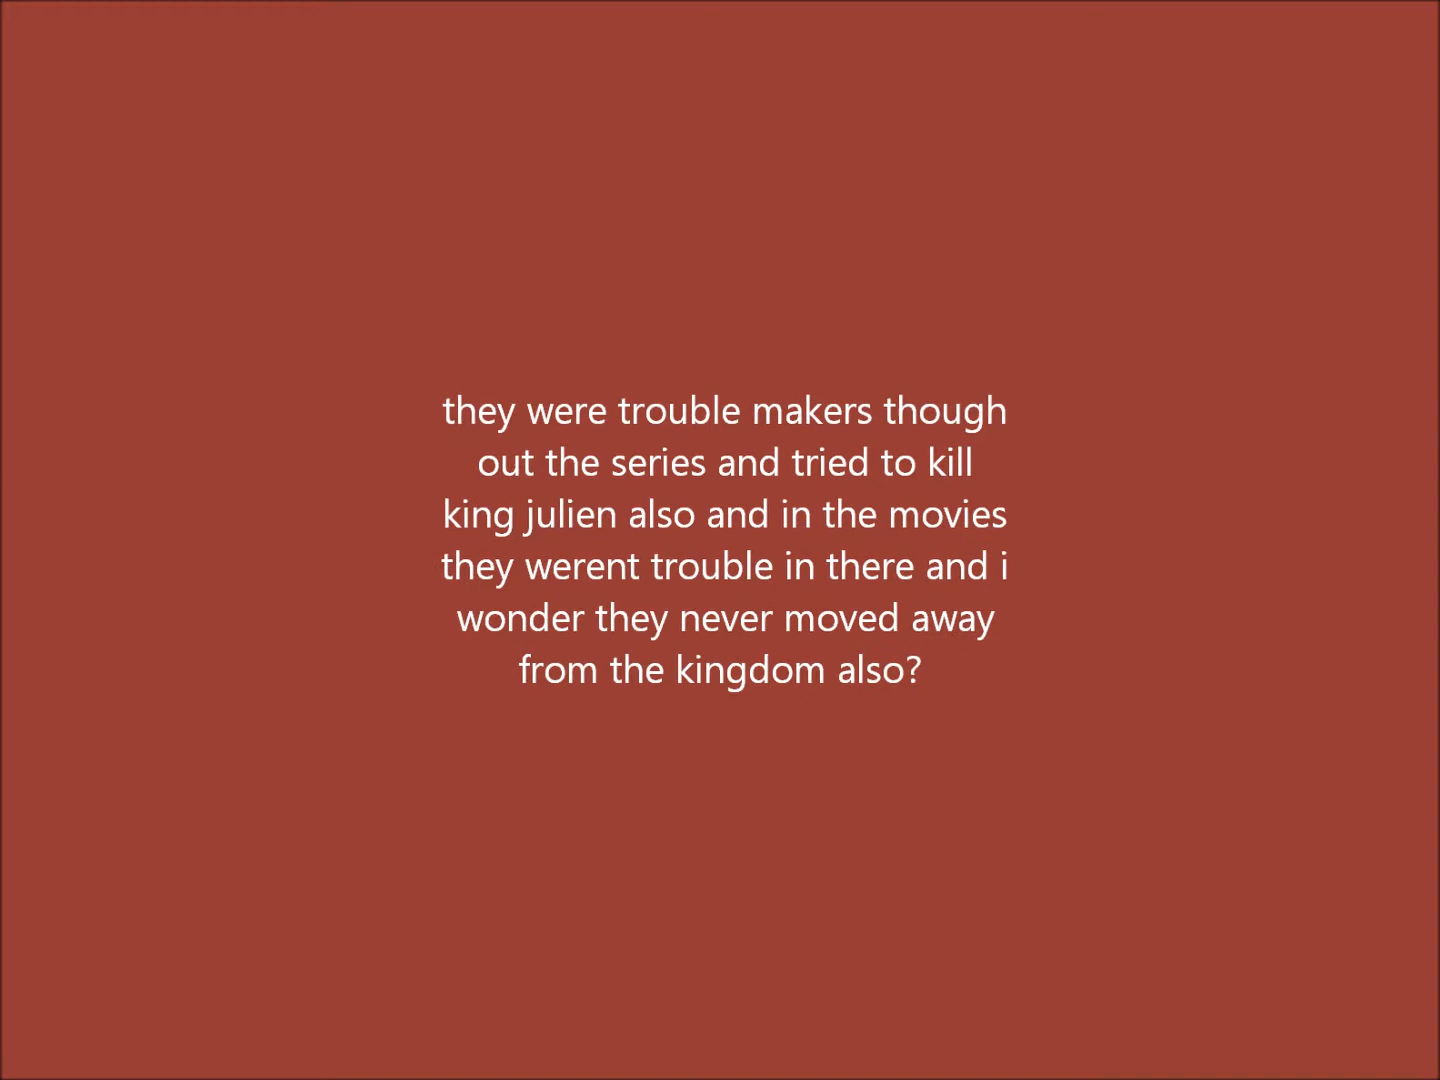 they were trouble makers though
out the series and tried to kill
king julien also and in the movies
they werent trouble in there and i
wonder they never moved away
from the kingdom also?